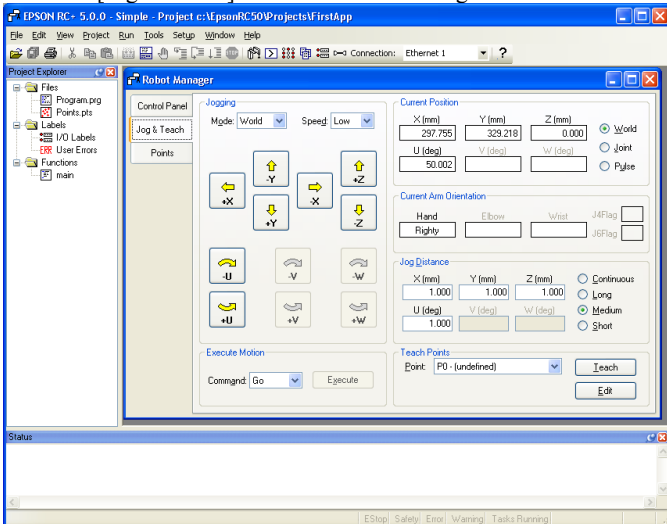 EPSON RC+ 5.0.0 - Simple - Project c:\EpsonRC50\Projects\FirstApp
File Edit View Project Run Tools Setup Window Help
Connection: Ethernet 1
Project Explorer
Files
Program.prg
Points.pts
Labels
I/O Labels
ERR User Errors
Functions
main
Robot Manager
Control Panel
Jog & Teach
Points
Jogging
Mode: World Speed: Low
-Y +Z
+X -X
+Y -Z
-U -V -W
+U +V +W
Execute Motion
Command: Go Execute
Current Position
X (mm) Y (mm) Z (mm)
297.755 329.218 0.000
U (deg) V (deg) W (deg)
50.002
World
Joint
Pulse
Current Arm Orientation
Hand Elbow Wrist J4Flag
Righty J6Flag
Jog Distance
X (mm) Y (mm) Z (mm)
1.000 1.000 1.000
U (deg) V (deg) W (deg)
1.000
Continuous
Long
Medium
Short
Teach Points
Point: P0 - (undefined) Teach
Edit
Status
EStop Safety Error Warning Tasks Running